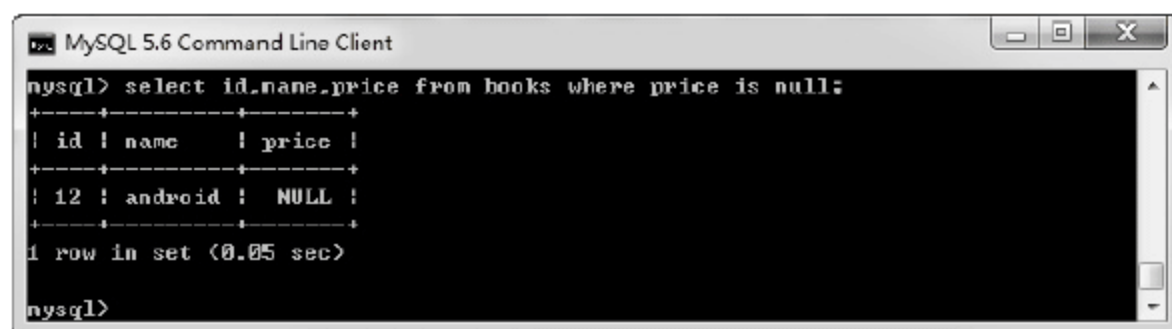 MySQL 5.6 Command Line Client
mysql> select id,name,price from books where price is null;
+----+---------+-------+
| id | name    | price |
+----+---------+-------+
| 12 | android |  NULL |
+----+---------+-------+
1 row in set (0.05 sec)
mysql>